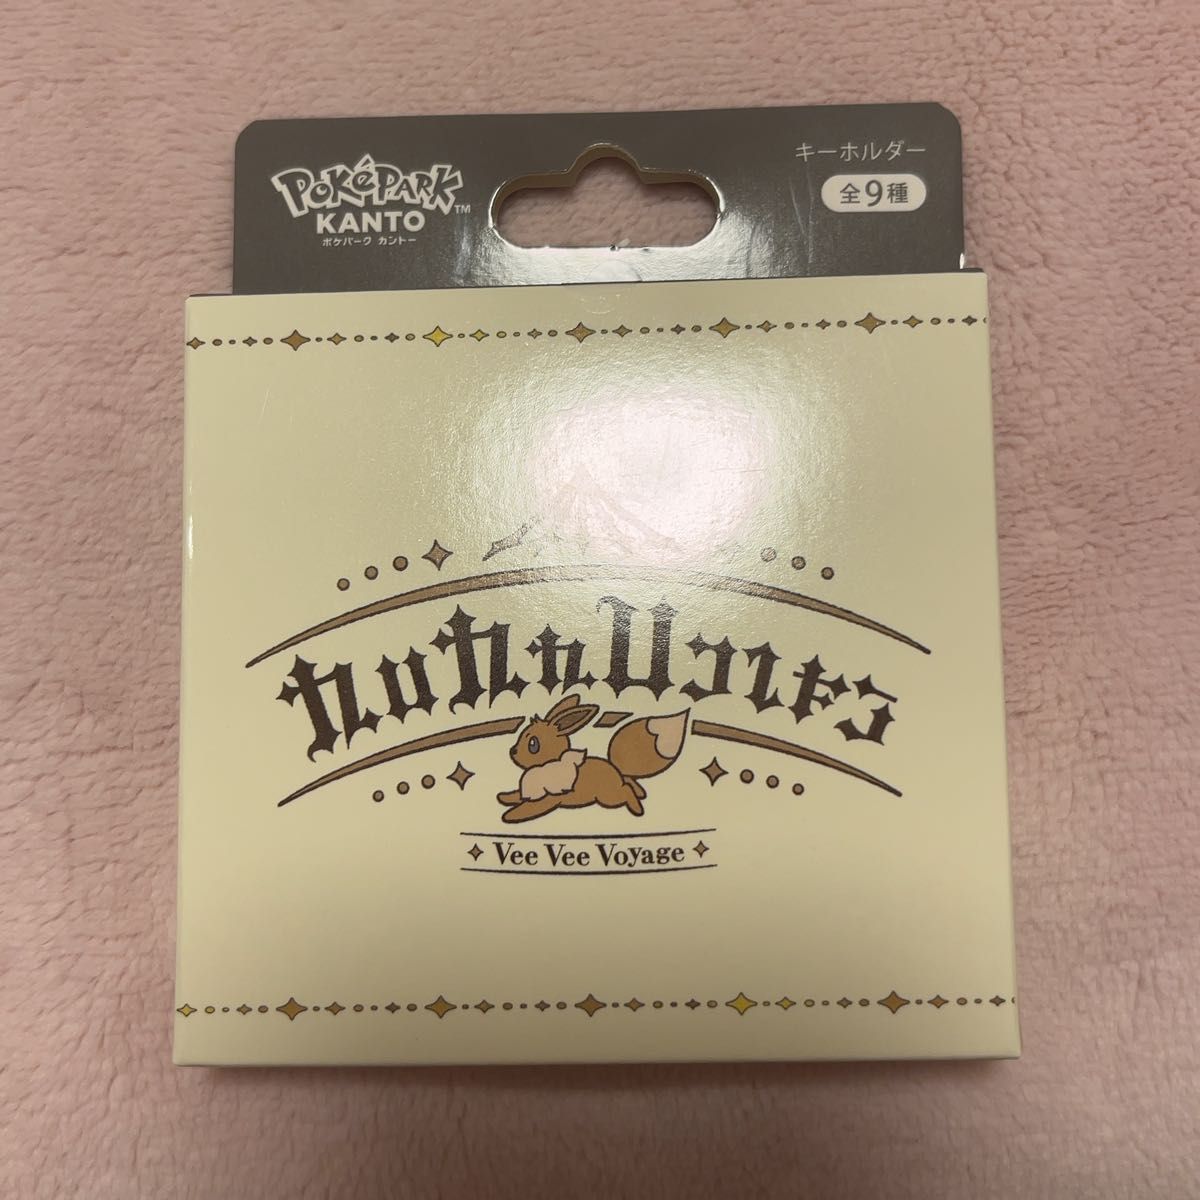 POKéPARK™
KANTO
ポケパーク カントー
キーホルダー
全9種
Vee Vee Voyage